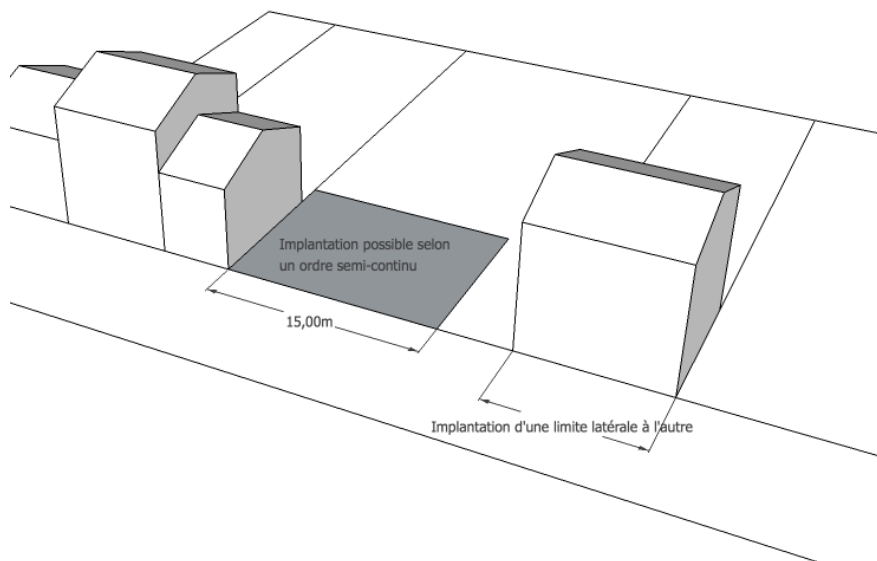 Implantation possible selon
un ordre semi-continu
15,00m
Implantation d'une limite latérale à l'autre